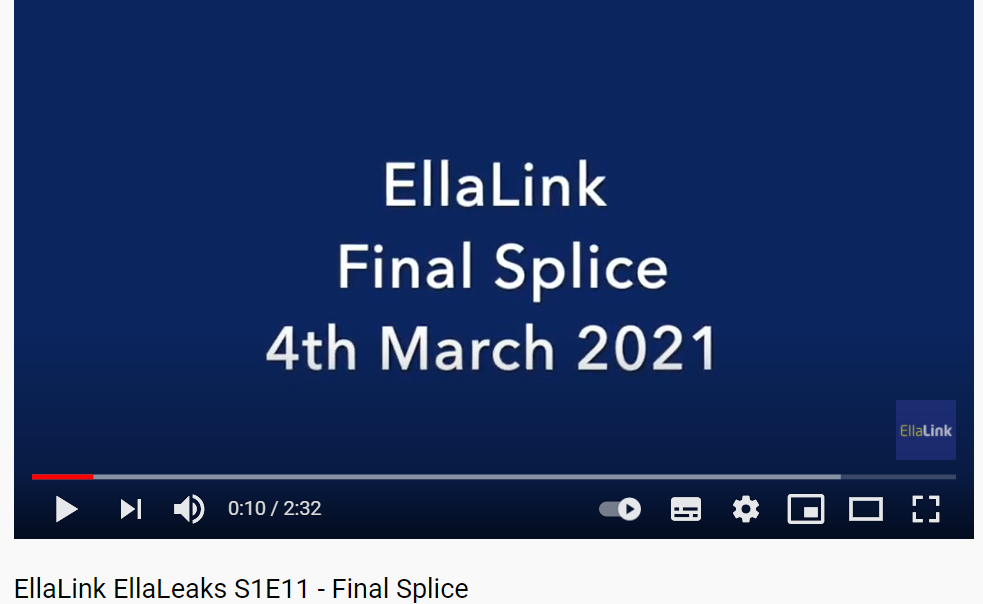 EllaLink
Final Splice
4th March 2021
EllaLink
0:10 / 2:32
EllaLink EllaLeaks S1E11 - Final Splice